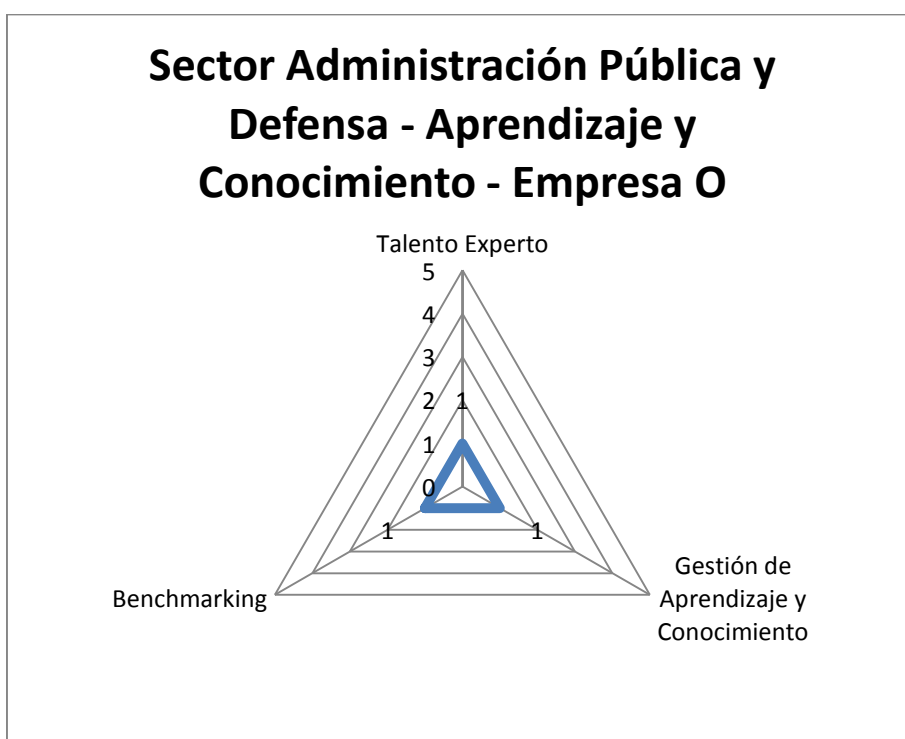 Sector Administración Pública y
Defensa - Aprendizaje y
Conocimiento - Empresa O
Talento Experto
5
4
3
2 1
1
0
1 1
Gestión de
Aprendizaje y
Conocimiento
Benchmarking